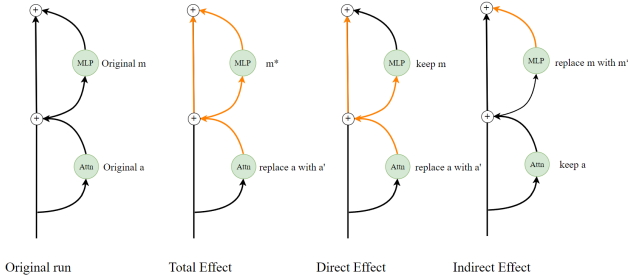 + + + +
MLP Original m MLP m* MLP keep m MLP replace m with m*
+ + + +
Attn Original a Attn replace a with a' Attn replace a with a' Attn keep a
Original run Total Effect Direct Effect Indirect Effect